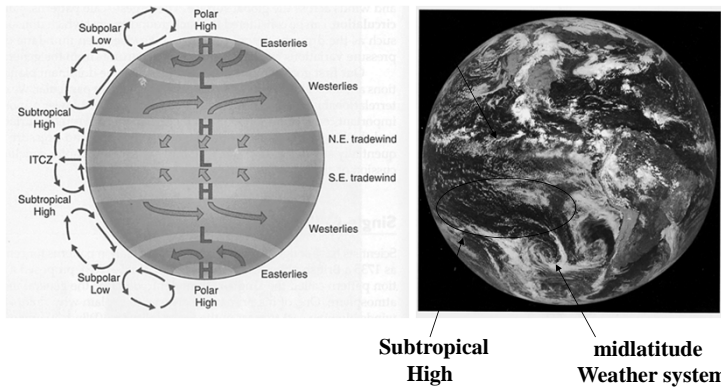 Polar
High
Subpolar
Low
H
Easterlies
L
Westerlies
Subtropical
High
H
N.E. tradewind
ITCZ
L
S.E. tradewind
Subtropical
High
H
Westerlies
L
Subpolar
Low
H
Easterlies
Polar
High
Subtropical
High
midlatitude
Weather systen